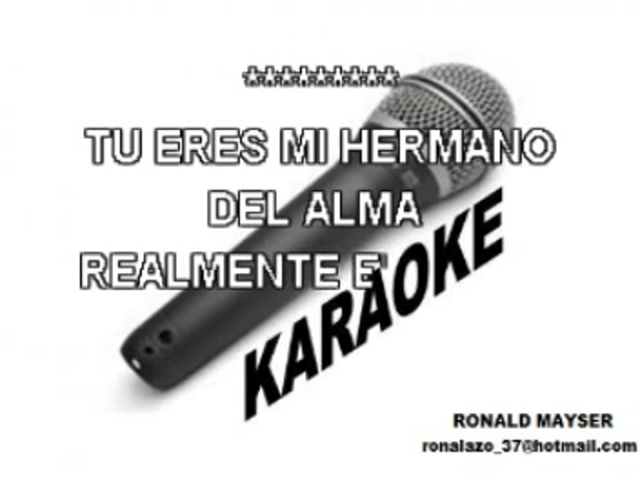 **********
TU ERES MI HERMANO
DEL ALMA
REALMENTE E
KARAOKE
RONALD MAYSER
ronalazo_37@hotmail.com